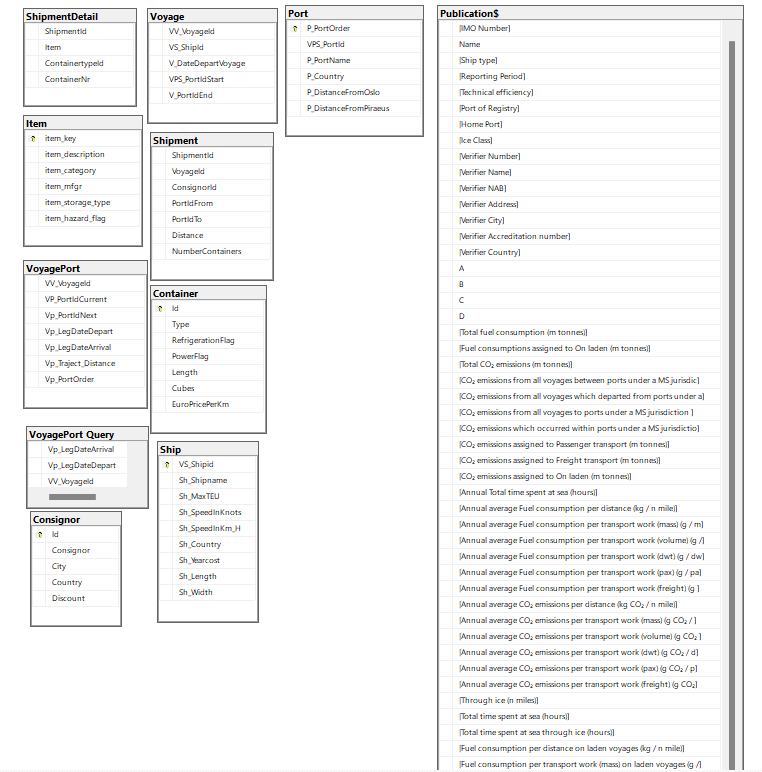 ShipmentDetail
ShipmentId
Item
ContainertypeId
ContainerNr
Voyage
VV_VoyageId
VS_ShipId
V_DateDepartVoyage
VPS_PortIdStart
V_PortIdEnd
Port
P_PortOrder
VPS_PortId
P_PortName
P_Country
P_DistanceFromOslo
P_DistanceFromPiraeus
Item
item_key
item_description
item_category
item_mfgr
item_storage_type
item_hazard_flag
Shipment
ShipmentId
VoyageId
ConsignorId
PortIdFrom
PortIdTo
Distance
NumberContainers
VoyagePort
VV_VoyageId
VP_PortIdCurrent
Vp_PortIdNext
Vp_LegDateDepart
Vp_LegDateArrival
Vp_Traject_Distance
Vp_PortOrder
Container
Id
Type
RefrigerationFlag
PowerFlag
Length
Cubes
EuroPricePerKm
VoyagePort Query
Vp_LegDateArrival
Vp_LegDateDepart
VV_VoyageId
Ship
VS_Shipid
Sh_Shipname
Sh_MaxTEU
Sh_SpeedInKnots
Sh_SpeedInKm_H
Sh_Country
Sh_Yearcost
Sh_Length
Sh_Width
Consignor
Id
Consignor
City
Country
Discount
Publication$
[IMO Number]
Name
[Ship type]
[Reporting Period]
[Technical efficiency]
[Port of Registry]
[Home Port]
[Ice Class]
[Verifier Number]
[Verifier Name]
[Verifier NAB]
[Verifier Address]
[Verifier City]
[Verifier Accreditation number]
[Verifier Country]
A
B
C
D
[Total fuel consumption (m tonnes)]
[Fuel consumptions assigned to On laden (m tonnes)]
[Total CO₂ emissions (m tonnes)]
[CO₂ emissions from all voyages between ports under a MS jurisdic]
[CO₂ emissions from all voyages which departed from ports under a]
[CO₂ emissions from all voyages to ports under a MS jurisdiction ]
[CO₂ emissions which occurred within ports under a MS jurisdictio]
[CO₂ emissions assigned to Passenger transport (m tonnes)]
[CO₂ emissions assigned to Freight transport (m tonnes)]
[CO₂ emissions assigned to On laden (m tonnes)]
[Annual Total time spent at sea (hours)]
[Annual average Fuel consumption per distance (kg / n mile)]
[Annual average Fuel consumption per transport work (mass) (g / m]
[Annual average Fuel consumption per transport work (volume) (g /]
[Annual average Fuel consumption per transport work (dwt) (g / dw]
[Annual average Fuel consumption per transport work (pax) (g / pa]
[Annual average Fuel consumption per transport work (freight) (g ]
[Annual average CO₂ emissions per distance (kg CO₂ / n mile)]
[Annual average CO₂ emissions per transport work (mass) (g CO₂ / ]
[Annual average CO₂ emissions per transport work (volume) (g CO₂ ]
[Annual average CO₂ emissions per transport work (dwt) (g CO₂ / d]
[Annual average CO₂ emissions per transport work (pax) (g CO₂ / p]
[Annual average CO₂ emissions per transport work (freight) (g CO₂]
[Through ice (n miles)]
[Total time spent at sea (hours)]
[Total time spent at sea through ice (hours)]
[Fuel consumption per distance on laden voyages (kg / n mile)]
[Fuel consumption per transport work (mass) on laden voyages (g /]